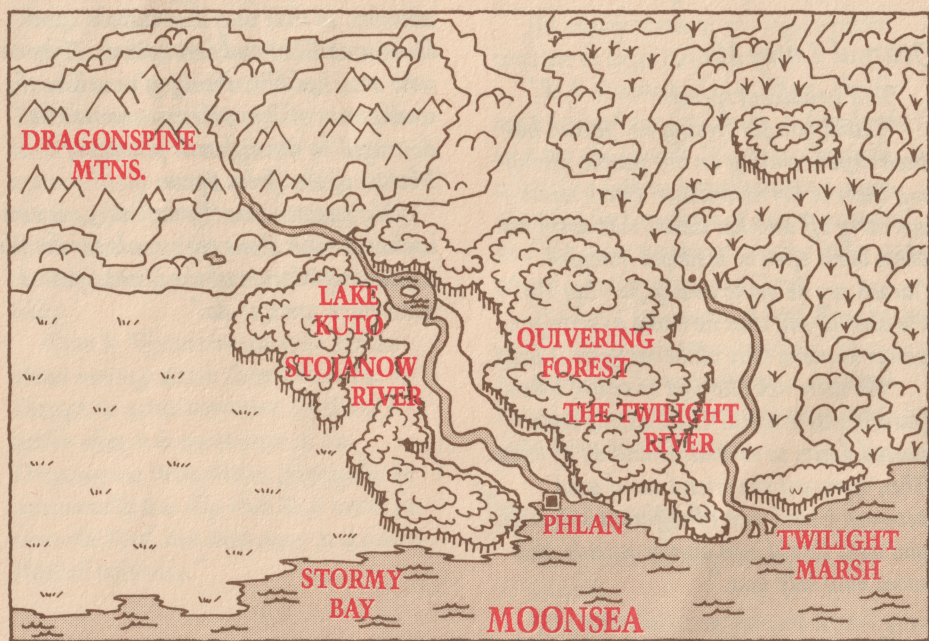 DRAGONSPINE
MTNS.
LAKE
KUTO
STOJANOW
RIVER
QUIVERING
FOREST
THE TWILIGHT
RIVER
PHLAN
TWILIGHT
MARSH
STORMY
BAY
MOONSEA